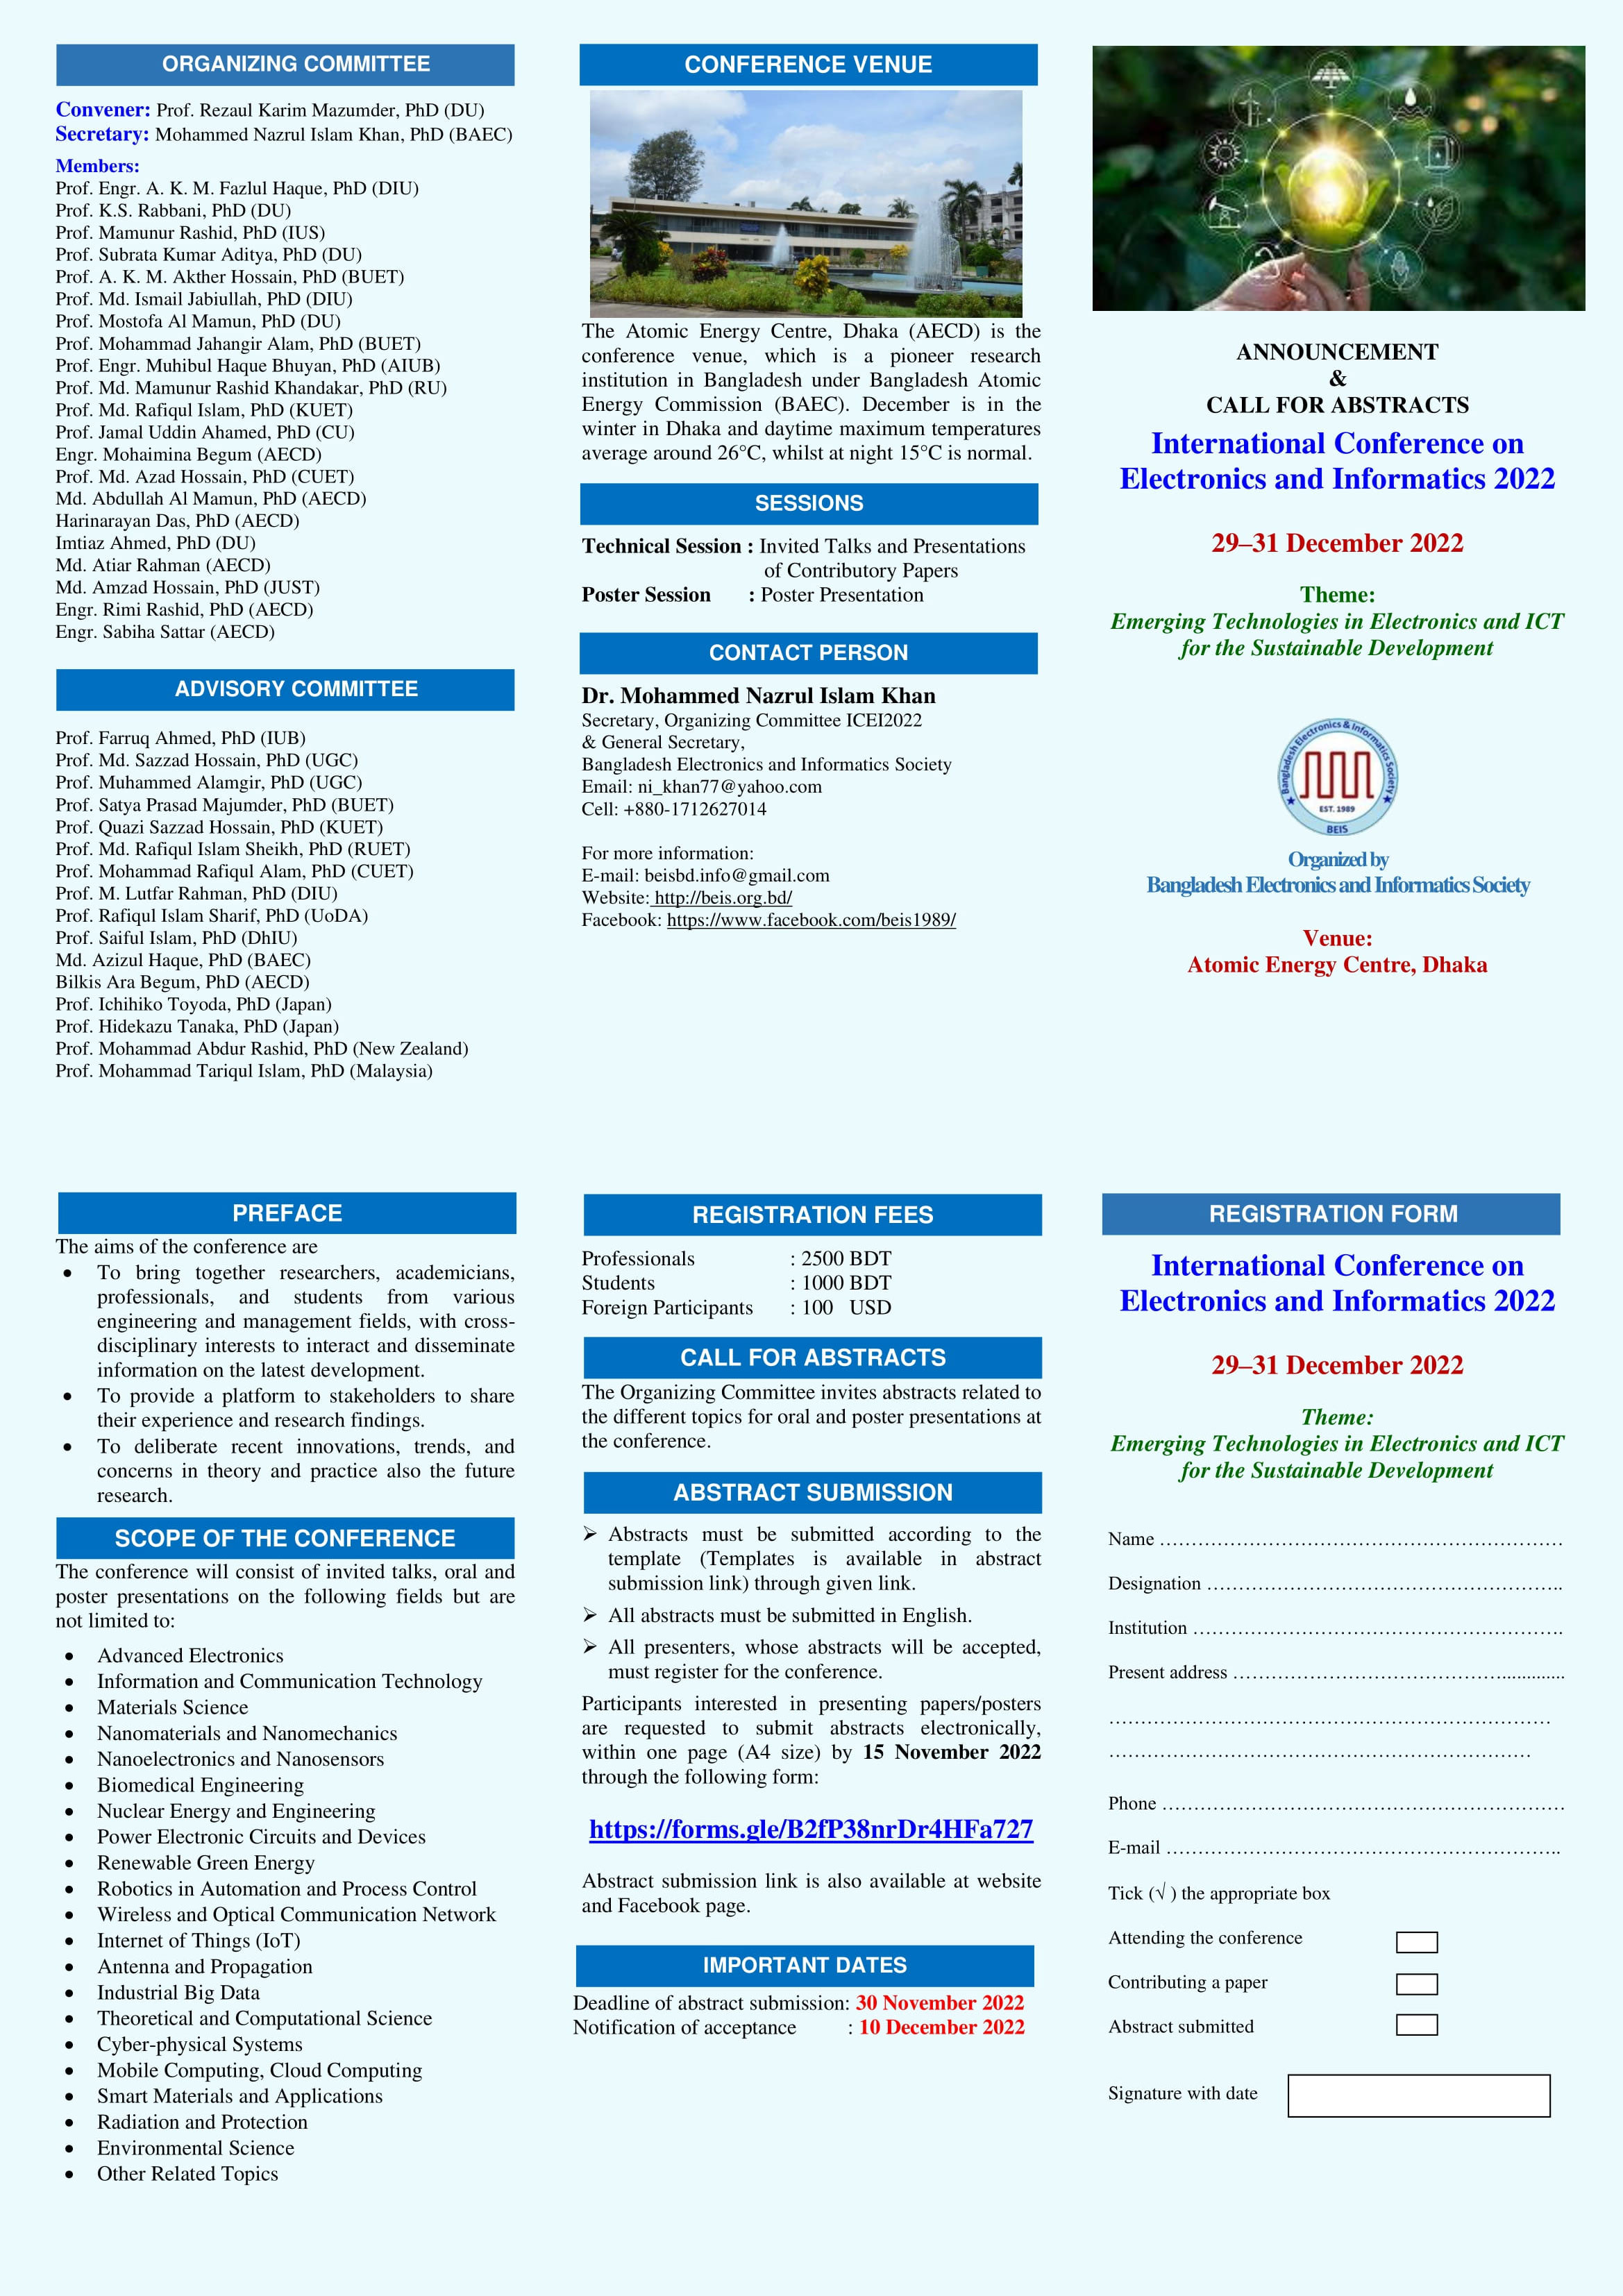 ORGANIZING COMMITTEE
Convener: Prof. Rezaul Karim Mazumder, PhD (DU)
Secretary: Mohammed Nazrul Islam Khan, PhD (BAEC)
Members:
Prof. Engr. A. K. M. Fazlul Haque, PhD (DIU)
Prof. K.S. Rabbani, PhD (DU)
Prof. Mamunur Rashid, PhD (IUS)
Prof. Subrata Kumar Aditya, PhD (DU)
Prof. A. K. M. Akther Hossain, PhD (BUET)
Prof. Md. Ismail Jabiullah, PhD (DIU)
Prof. Mostofa Al Mamun, PhD (DU)
Prof. Mohammad Jahangir Alam, PhD (BUET)
Prof. Engr. Muhibul Haque Bhuyan, PhD (AIUB)
Prof. Md. Mamunur Rashid Khandakar, PhD (RU)
Prof. Md. Rafiqul Islam, PhD (KUET)
Prof. Jamal Uddin Ahamed, PhD (CU)
Engr. Mohaimina Begum (AECD)
Prof. Md. Azad Hossain, PhD (CUET)
Md. Abdullah Al Mamun, PhD (AECD)
Harinarayan Das, PhD (AECD)
Imtiaz Ahmed, PhD (DU)
Md. Atiar Rahman (AECD)
Md. Amzad Hossain, PhD (JUST)
Engr. Rimi Rashid, PhD (AECD)
Engr. Sabiha Sattar (AECD)
ADVISORY COMMITTEE
Prof. Farruq Ahmed, PhD (IUB)
Prof. Md. Sazzad Hossain, PhD (UGC)
Prof. Muhammed Alamgir, PhD (UGC)
Prof. Satya Prasad Majumder, PhD (BUET)
Prof. Quazi Sazzad Hossain, PhD (KUET)
Prof. Md. Rafiqul Islam Sheikh, PhD (RUET)
Prof. Mohammad Rafiqul Alam, PhD (CUET)
Prof. M. Lutfar Rahman, PhD (DIU)
Prof. Rafiqul Islam Sharif, PhD (UoDA)
Prof. Saiful Islam, PhD (DhIU)
Md. Azizul Haque, PhD (BAEC)
Bilkis Ara Begum, PhD (AECD)
Prof. Ichihiko Toyoda, PhD (Japan)
Prof. Hidekazu Tanaka, PhD (Japan)
Prof. Mohammad Abdur Rashid, PhD (New Zealand)
Prof. Mohammad Tariqul Islam, PhD (Malaysia)
CONFERENCE VENUE
The Atomic Energy Centre, Dhaka (AECD) is the
conference venue, which is a pioneer research
institution in Bangladesh under Bangladesh Atomic
Energy Commission (BAEC). December is in the
winter in Dhaka and daytime maximum temperatures
average around 26°C, whilst at night 15°C is normal.
SESSIONS
Technical Session : Invited Talks and Presentations
of Contributory Papers
Poster Session : Poster Presentation
CONTACT PERSON
Dr. Mohammed Nazrul Islam Khan
Secretary, Organizing Committee ICEI2022
& General Secretary,
Bangladesh Electronics and Informatics Society
Email: ni_khan77@yahoo.com
Cell: +880-1712627014
For more information:
E-mail: beisbd.info@gmail.com
Website: http://beis.org.bd/
Facebook: https://www.facebook.com/beis1989/
ANNOUNCEMENT
&
CALL FOR ABSTRACTS
International Conference on
Electronics and Informatics 2022
29–31 December 2022
Theme:
Emerging Technologies in Electronics and ICT
for the Sustainable Development
Bangladesh Electronics & Informatics Society
EST. 1989
BEIS
Organized by
Bangladesh Electronics and Informatics Society
Venue:
Atomic Energy Centre, Dhaka
PREFACE
The aims of the conference are
• To bring together researchers, academicians,
professionals, and students from various
engineering and management fields, with cross-
disciplinary interests to interact and disseminate
information on the latest development.
• To provide a platform to stakeholders to share
their experience and research findings.
• To deliberate recent innovations, trends, and
concerns in theory and practice also the future
research.
SCOPE OF THE CONFERENCE
The conference will consist of invited talks, oral and
poster presentations on the following fields but are
not limited to:
• Advanced Electronics
• Information and Communication Technology
• Materials Science
• Nanomaterials and Nanomechanics
• Nanoelectronics and Nanosensors
• Biomedical Engineering
• Nuclear Energy and Engineering
• Power Electronic Circuits and Devices
• Renewable Green Energy
• Robotics in Automation and Process Control
• Wireless and Optical Communication Network
• Internet of Things (IoT)
• Antenna and Propagation
• Industrial Big Data
• Theoretical and Computational Science
• Cyber-physical Systems
• Mobile Computing, Cloud Computing
• Smart Materials and Applications
• Radiation and Protection
• Environmental Science
• Other Related Topics
REGISTRATION FEES
Professionals : 2500 BDT
Students : 1000 BDT
Foreign Participants : 100 USD
CALL FOR ABSTRACTS
The Organizing Committee invites abstracts related to
the different topics for oral and poster presentations at
the conference.
ABSTRACT SUBMISSION
➢ Abstracts must be submitted according to the
template (Templates is available in abstract
submission link) through given link.
➢ All abstracts must be submitted in English.
➢ All presenters, whose abstracts will be accepted,
must register for the conference.
Participants interested in presenting papers/posters
are requested to submit abstracts electronically,
within one page (A4 size) by 15 November 2022
through the following form:
https://forms.gle/B2fP38nrDr4HFa727
Abstract submission link is also available at website
and Facebook page.
IMPORTANT DATES
Deadline of abstract submission: 30 November 2022
Notification of acceptance : 10 December 2022
REGISTRATION FORM
International Conference on
Electronics and Informatics 2022
29–31 December 2022
Theme:
Emerging Technologies in Electronics and ICT
for the Sustainable Development
Name ………………………………………………………
Designation ………………………………………………..
Institution ………………………………………………….
Present address ……………………………………............
……………………………………………………………
…………………………………………………………
Phone ………………………………………………………
E-mail ……………………………………………………..
Tick (√ ) the appropriate box
Attending the conference
Contributing a paper
Abstract submitted
Signature with date